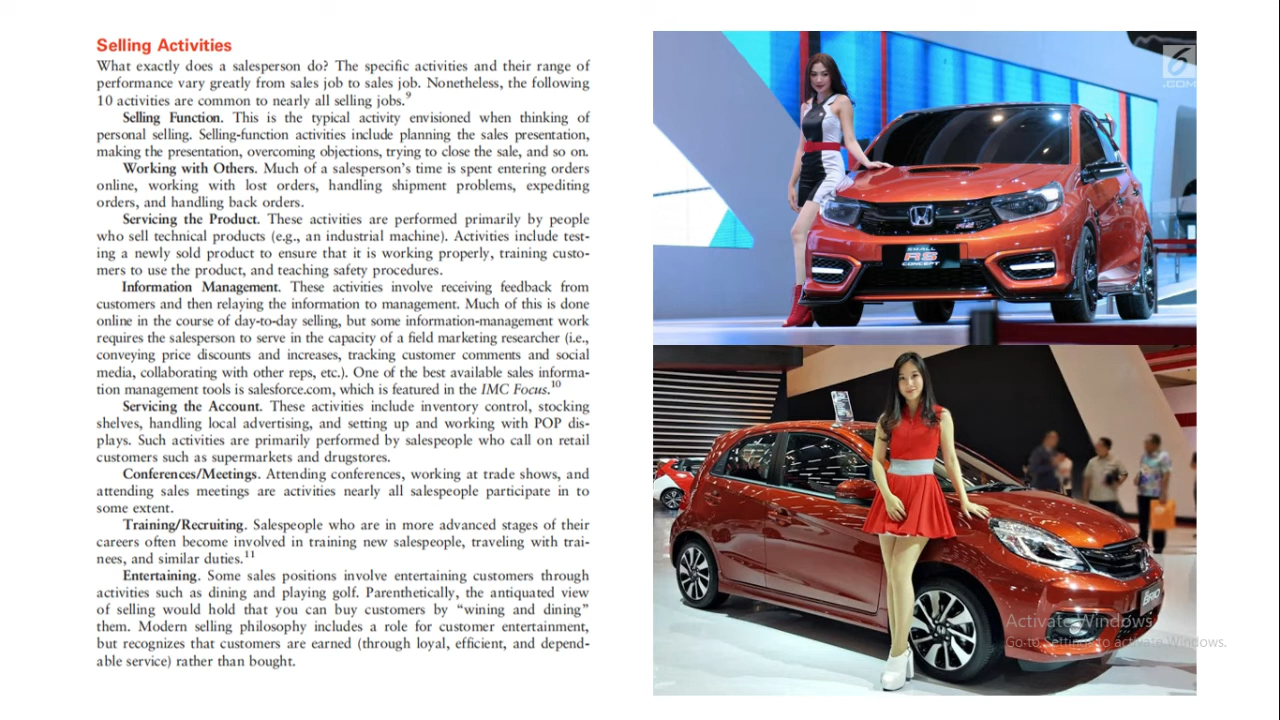 Selling Activities
What exactly does a salesperson do? The specific activities and their range of
performance vary greatly from sales job to sales job. Nonetheless, the following
10 activities are common to nearly all selling jobs.9
Selling Function. This is the typical activity envisioned when thinking of
personal selling. Selling-function activities include planning the sales presentation,
making the presentation, overcoming objections, trying to close the sale, and so on.
Working with Others. Much of a salesperson's time is spent entering orders
online, working with lost orders, handling shipment problems, expediting
orders, and handling back orders.
Servicing the Product. These activities are performed primarily by people
who sell technical products (e.g., an industrial machine). Activities include test-
ing a newly sold product to ensure that it is working properly, training custo-
mers to use the product, and teaching safety procedures.
Information Management. These activities involve receiving feedback from
customers and then relaying the information to management. Much of this is done
online in the course of day-to-day selling, but some information-management work
requires the salesperson to serve in the capacity of a field marketing researcher (i.e.,
conveying price discounts and increases, tracking customer comments and social
media, collaborating with other reps, etc.). One of the best available sales informa-
tion management tools is salesforce.com, which is featured in the IMC Focus.10
Servicing the Account. These activities include inventory control, stocking
shelves, handling local advertising, and setting up and working with POP dis-
plays. Such activities are primarily performed by salespeople who call on retail
customers such as supermarkets and drugstores.
Conferences/Meetings. Attending conferences, working at trade shows, and
attending sales meetings are activities nearly all salespeople participate in to
some extent.
Training/Recruiting. Salespeople who are in more advanced stages of their
careers often become involved in training new salespeople, traveling with trai-
nees, and similar duties.11
Entertaining. Some sales positions involve entertaining customers through
activities such as dining and playing golf. Parenthetically, the antiquated view
of selling would hold that you can buy customers by "wining and dining"
them. Modern selling philosophy includes a role for customer entertainment,
but recognizes that customers are earned (through loyal, efficient, and depend-
able service) rather than bought.
6
.COM
RS
SMALL
RS
CONCEPT
BRIO
Activate Windows
Go to Settings to activate Windows.